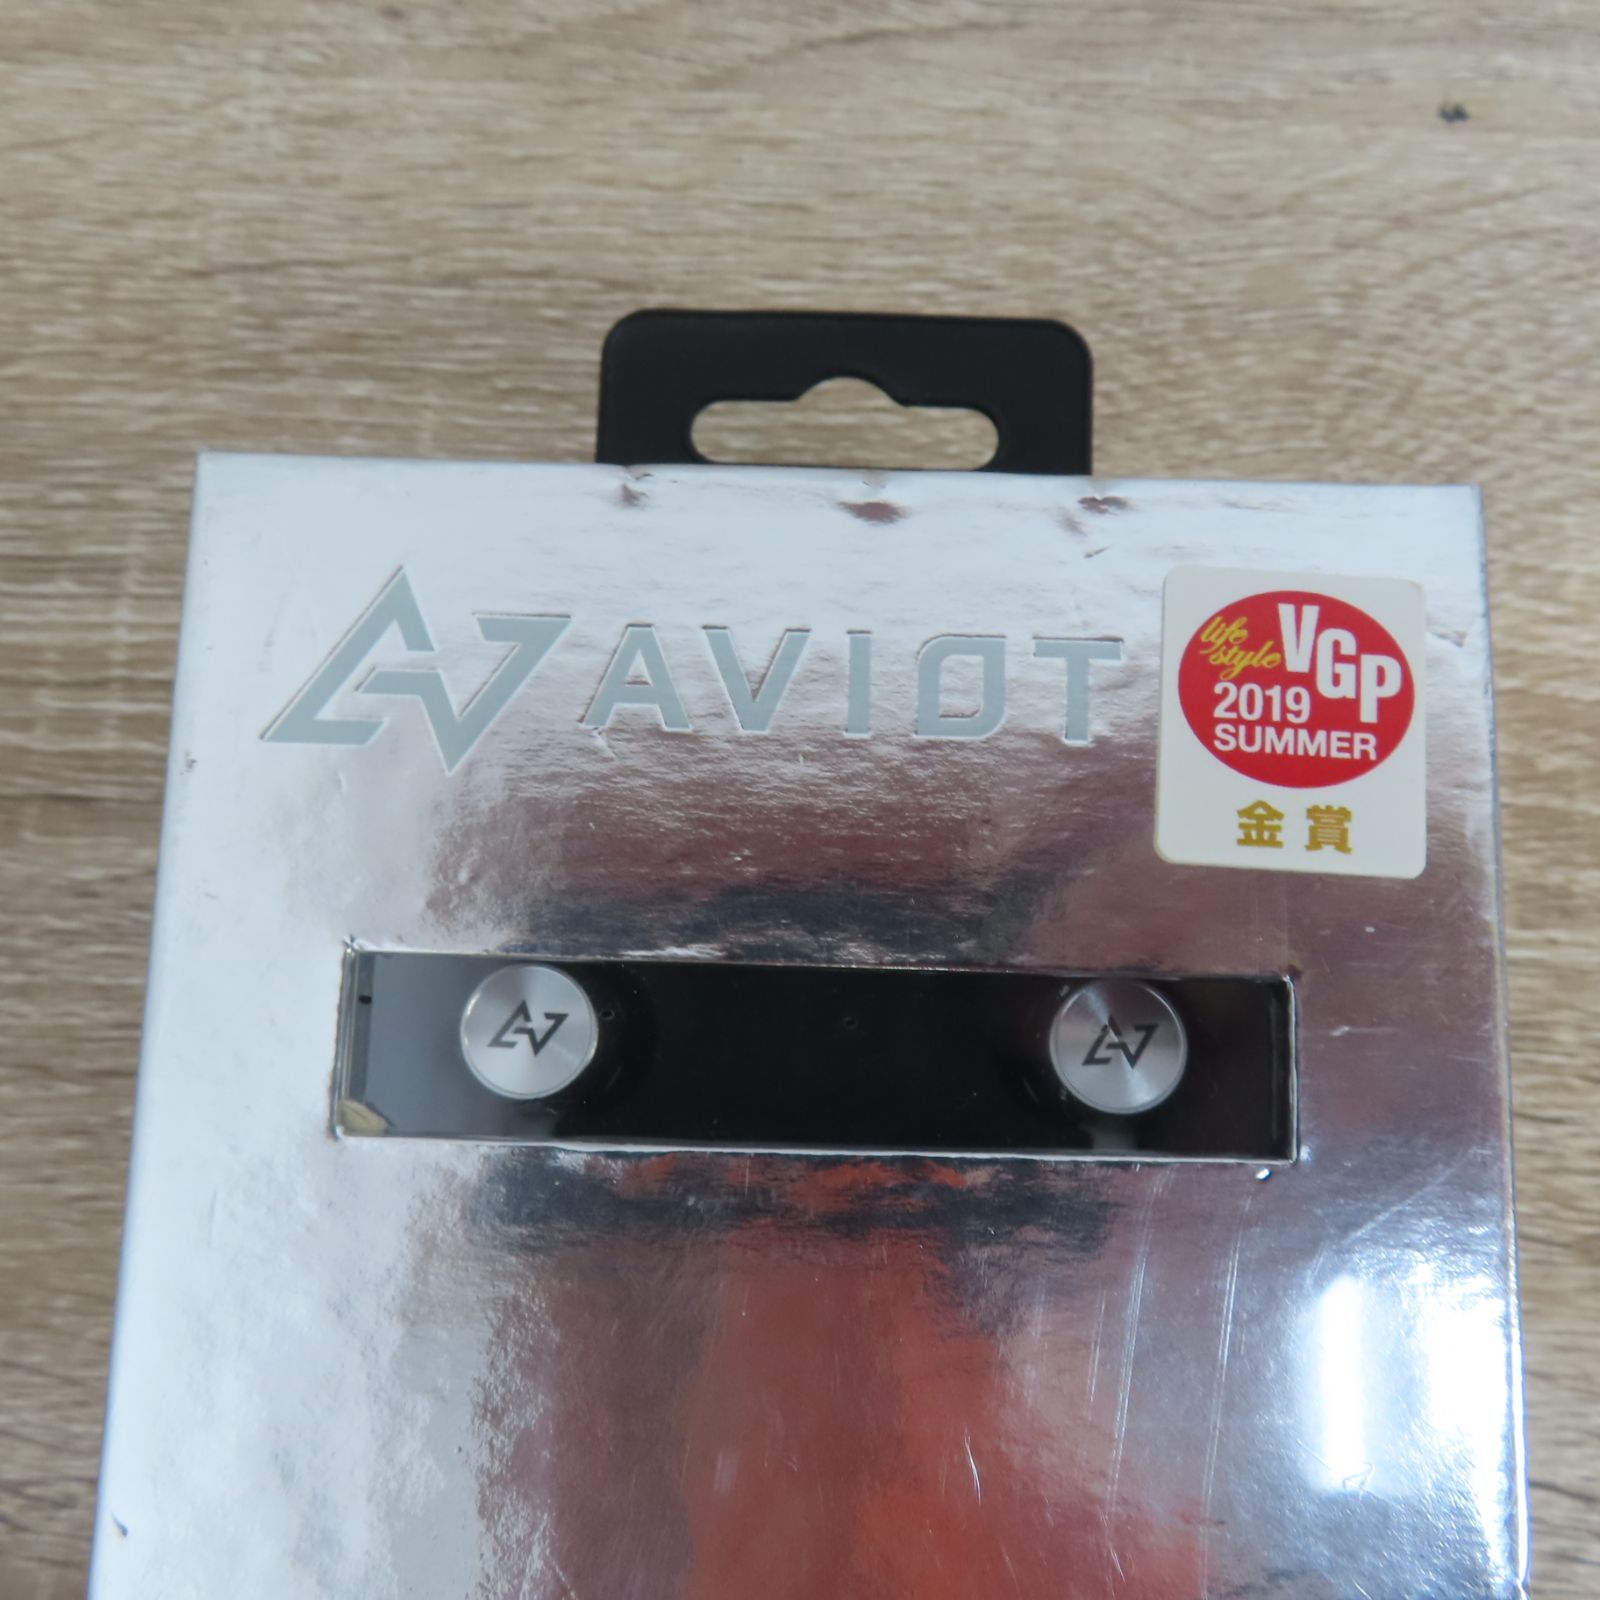 AVIOT
life style VGP
2019
SUMMER
金賞